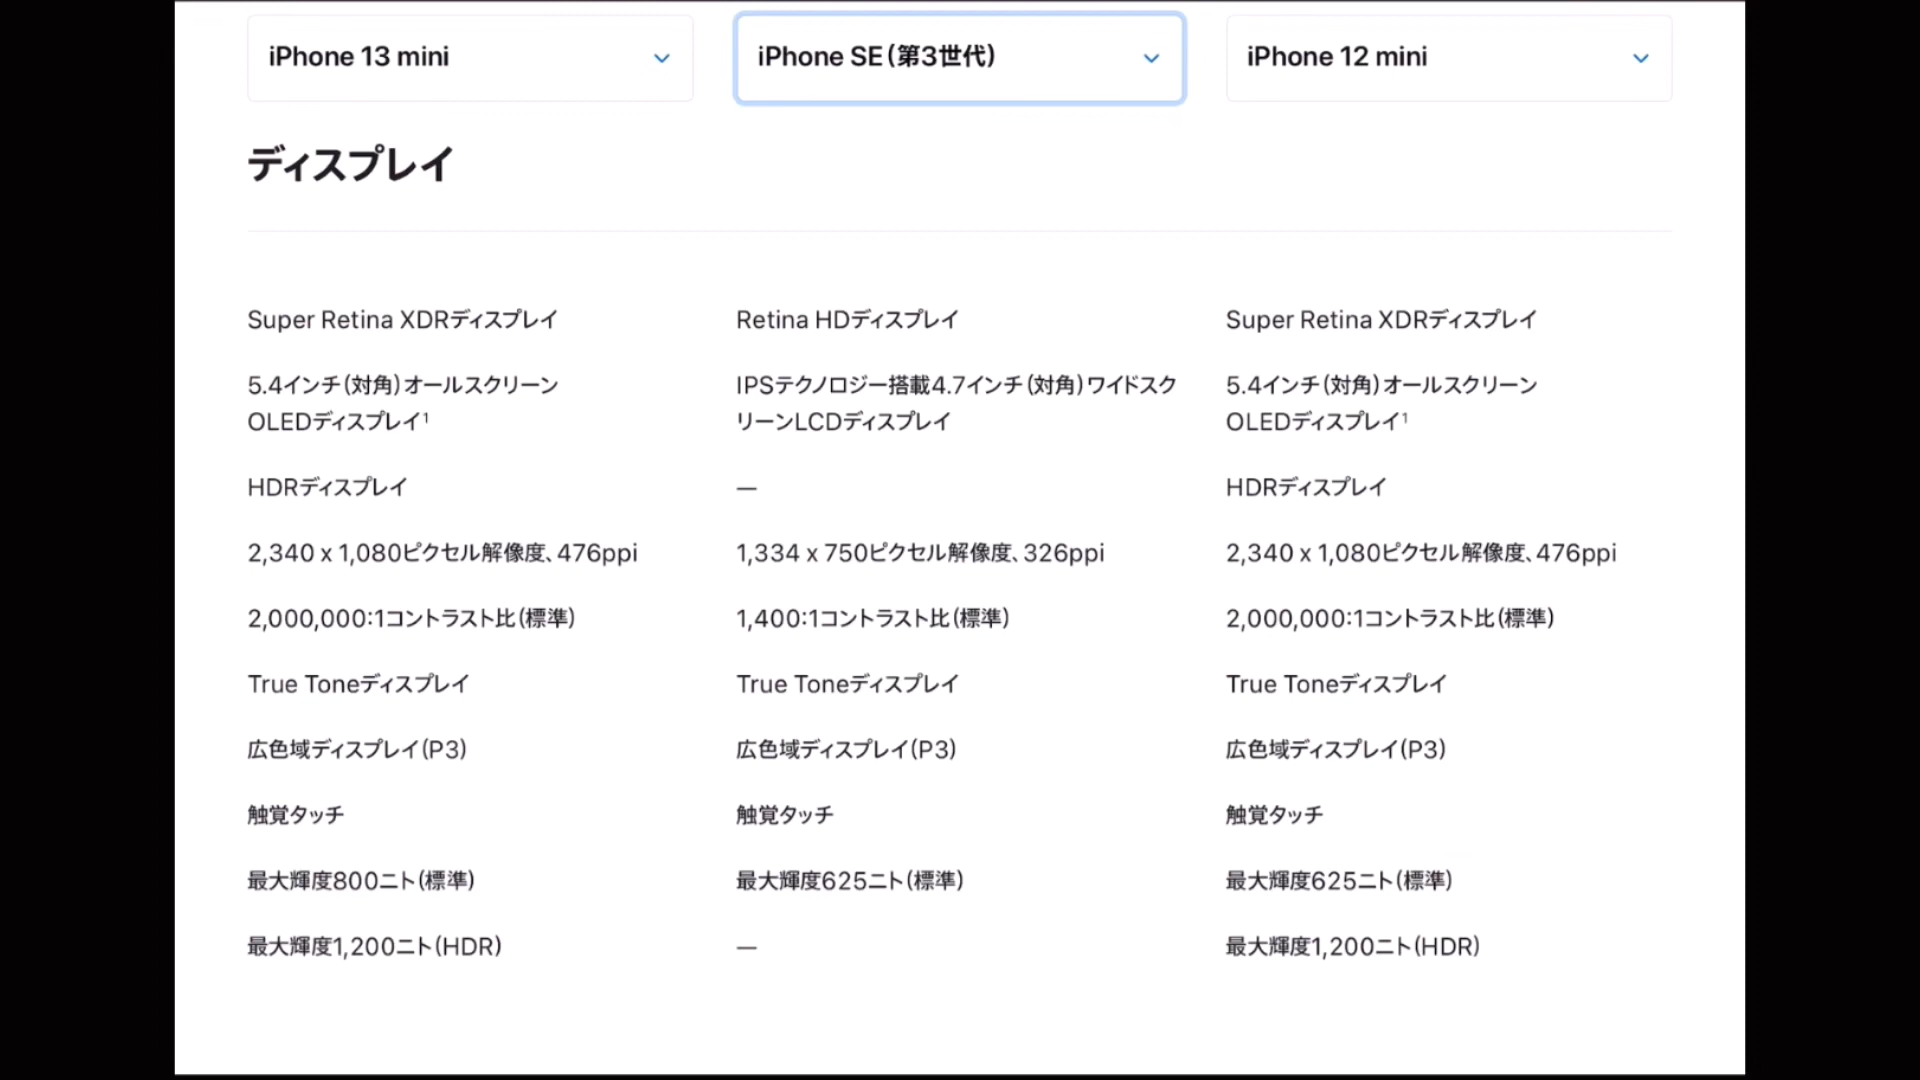 iPhone 13 mini
iPhone SE（第3世代）
iPhone 12 mini
ディスプレイ
Super Retina XDRディスプレイ
Retina HDディスプレイ
Super Retina XDRディスプレイ
5.4インチ（対角）オールスクリーン
OLEDディスプレイ¹
IPSテクノロジー搭載4.7インチ（対角）ワイドスク
リーンLCDディスプレイ
5.4インチ（対角）オールスクリーン
OLEDディスプレイ¹
HDRディスプレイ
—
HDRディスプレイ
2,340 x 1,080ピクセル解像度、476ppi
1,334 x 750ピクセル解像度、326ppi
2,340 x 1,080ピクセル解像度、476ppi
2,000,000:1コントラスト比（標準）
1,400:1コントラスト比（標準）
2,000,000:1コントラスト比（標準）
True Toneディスプレイ
True Toneディスプレイ
True Toneディスプレイ
広色域ディスプレイ（P3）
広色域ディスプレイ（P3）
広色域ディスプレイ（P3）
触覚タッチ
触覚タッチ
触覚タッチ
最大輝度800ニト（標準）
最大輝度625ニト（標準）
最大輝度625ニト（標準）
最大輝度1,200ニト（HDR）
—
最大輝度1,200ニト（HDR）